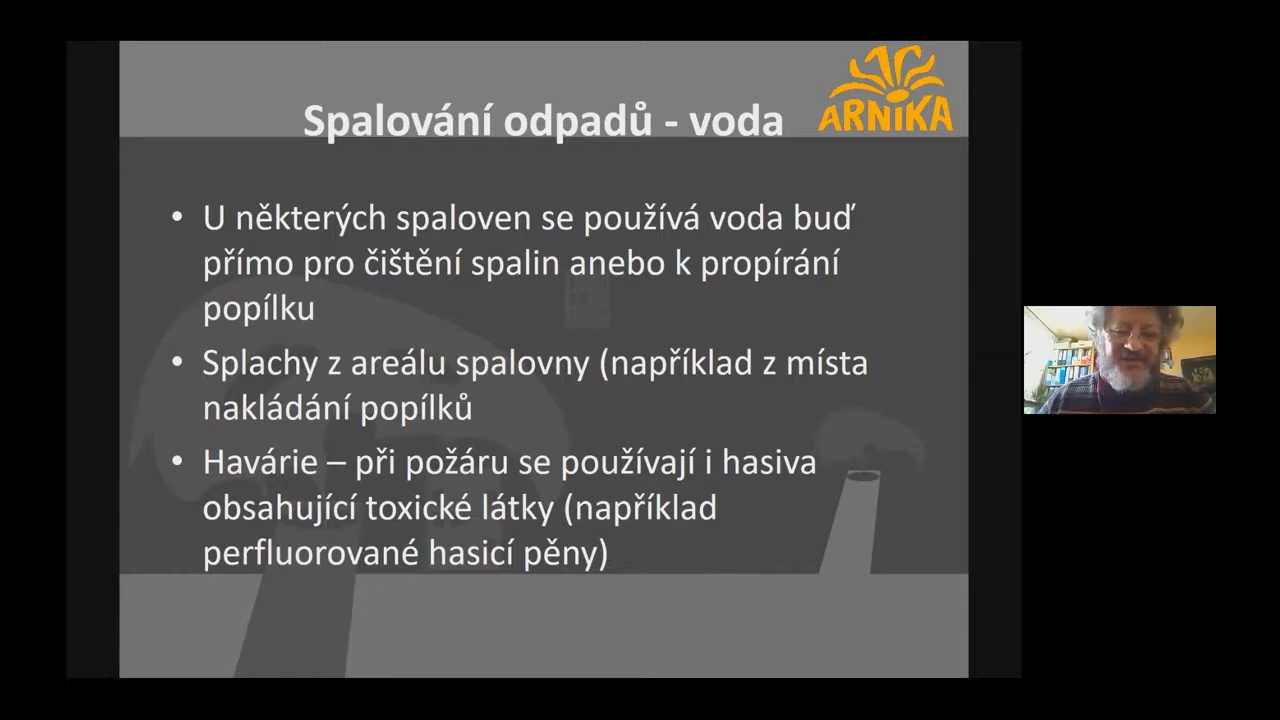 Spalování odpadů - voda
ARNIKA
• U některých spaloven se používá voda buď
přímo pro čištění spalin anebo k propírání
popílku
• Splachy z areálu spalovny (například z místa
nakládání popílků
• Havárie – při požáru se používají i hasiva
obsahující toxické látky (například
perfluorované hasicí pěny)